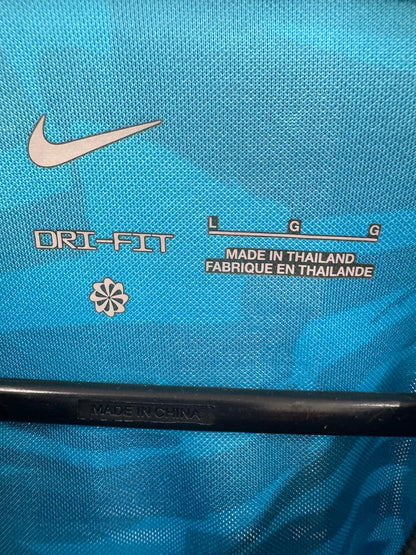 DRI-FIT
L G G
MADE IN THAILAND
FABRIQUE EN THAILANDE
MADE IN CHINA